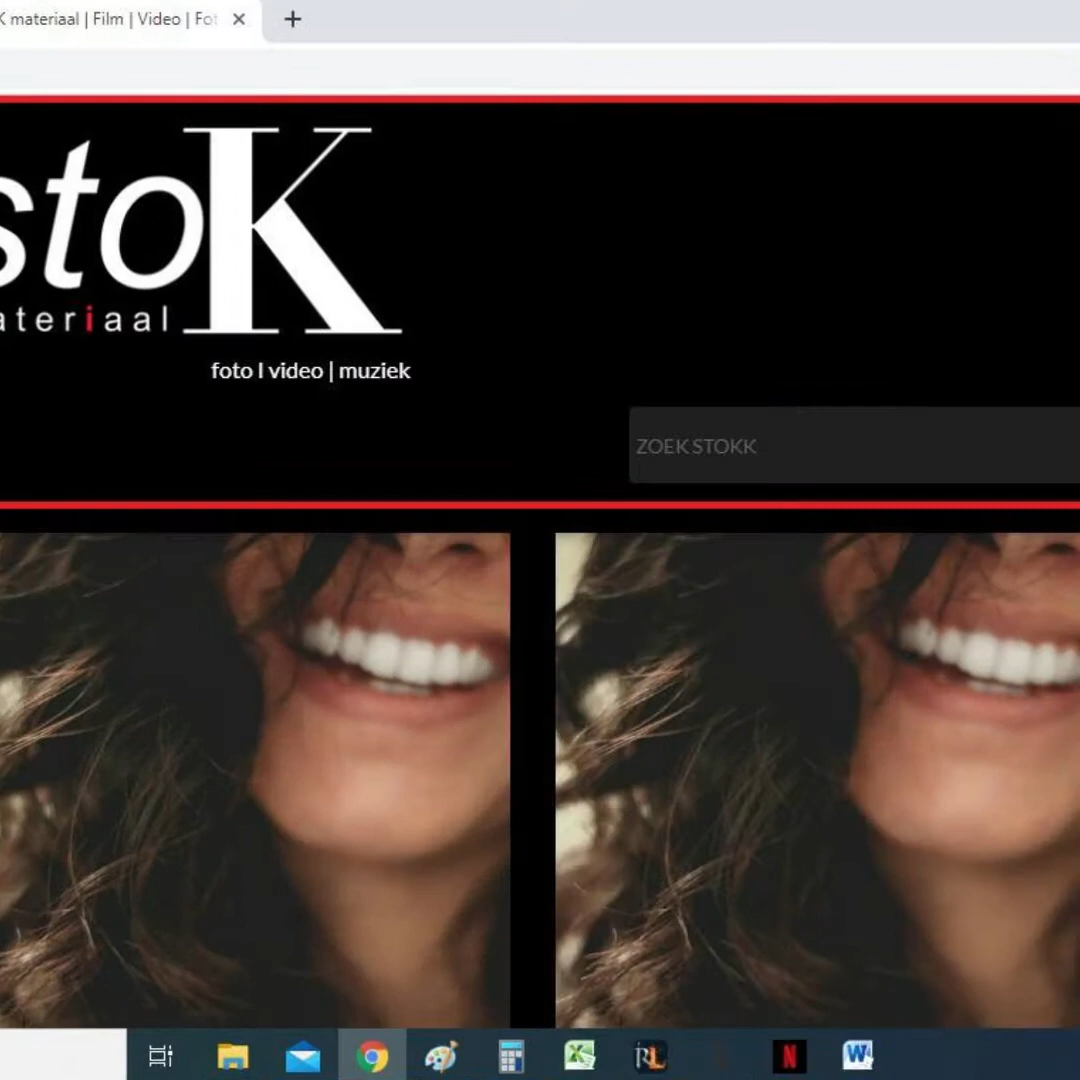 K materiaal | Film | Video | Fot
stoK
ateriaal
foto I video | muziek
ZOEK STOKK